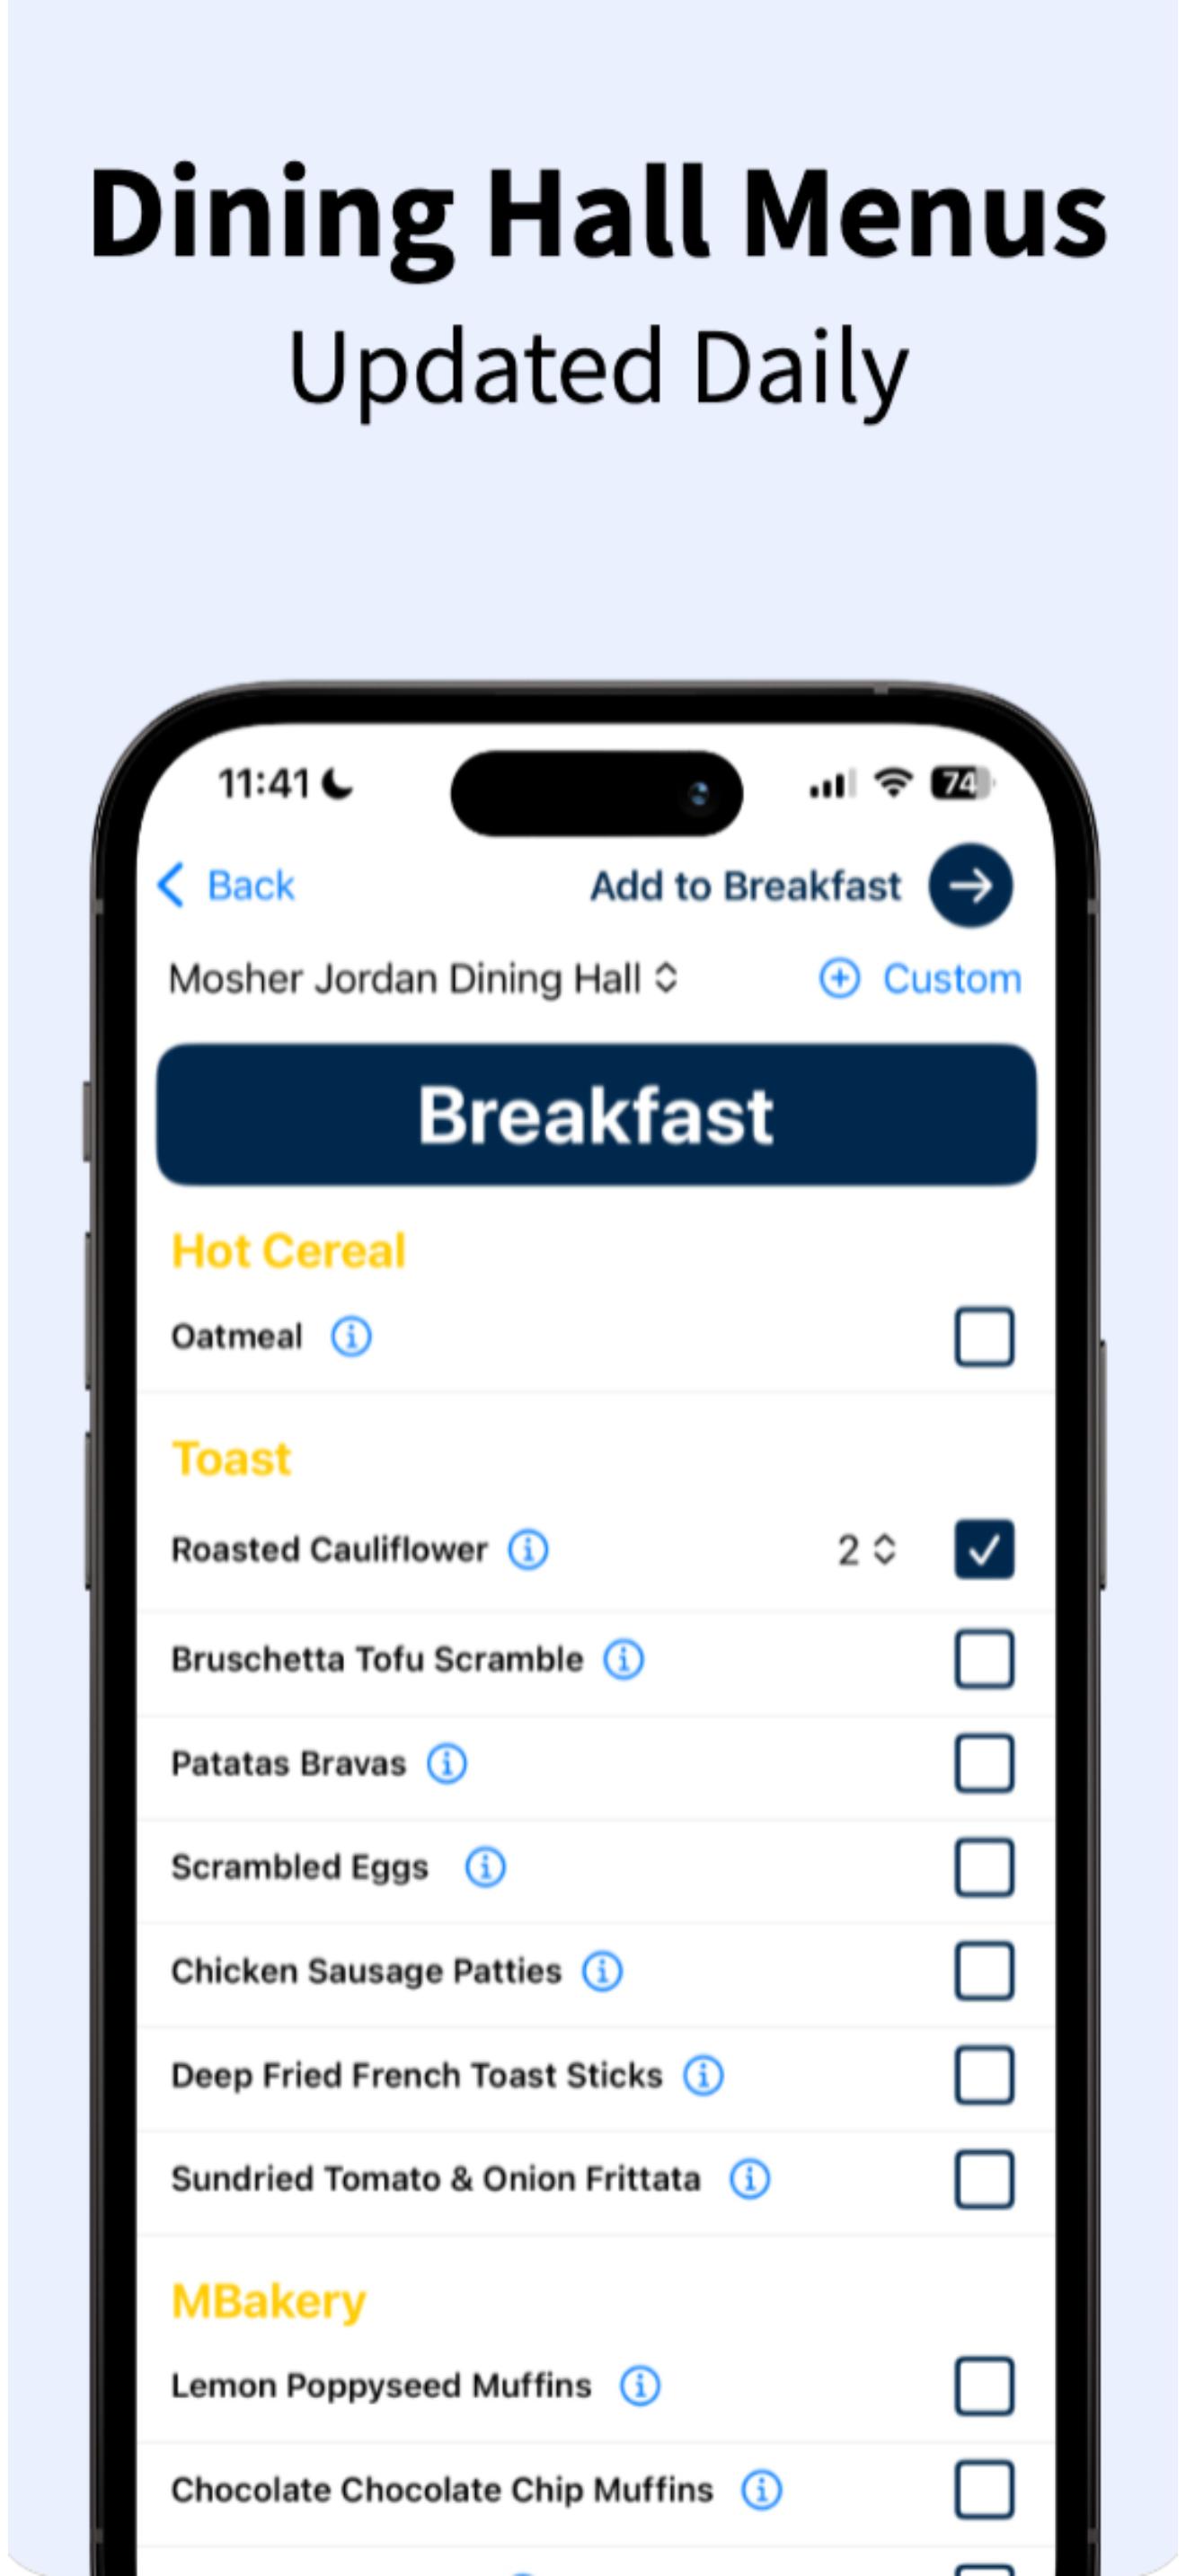 Dining Hall Menus
Updated Daily
11:41 74
Back Add to Breakfast
Mosher Jordan Dining Hall Custom
Breakfast
Hot Cereal
Oatmeal
Toast
Roasted Cauliflower 2
Bruschetta Tofu Scramble
Patatas Bravas
Scrambled Eggs
Chicken Sausage Patties
Deep Fried French Toast Sticks
Sundried Tomato & Onion Frittata
MBakery
Lemon Poppyseed Muffins
Chocolate Chocolate Chip Muffins